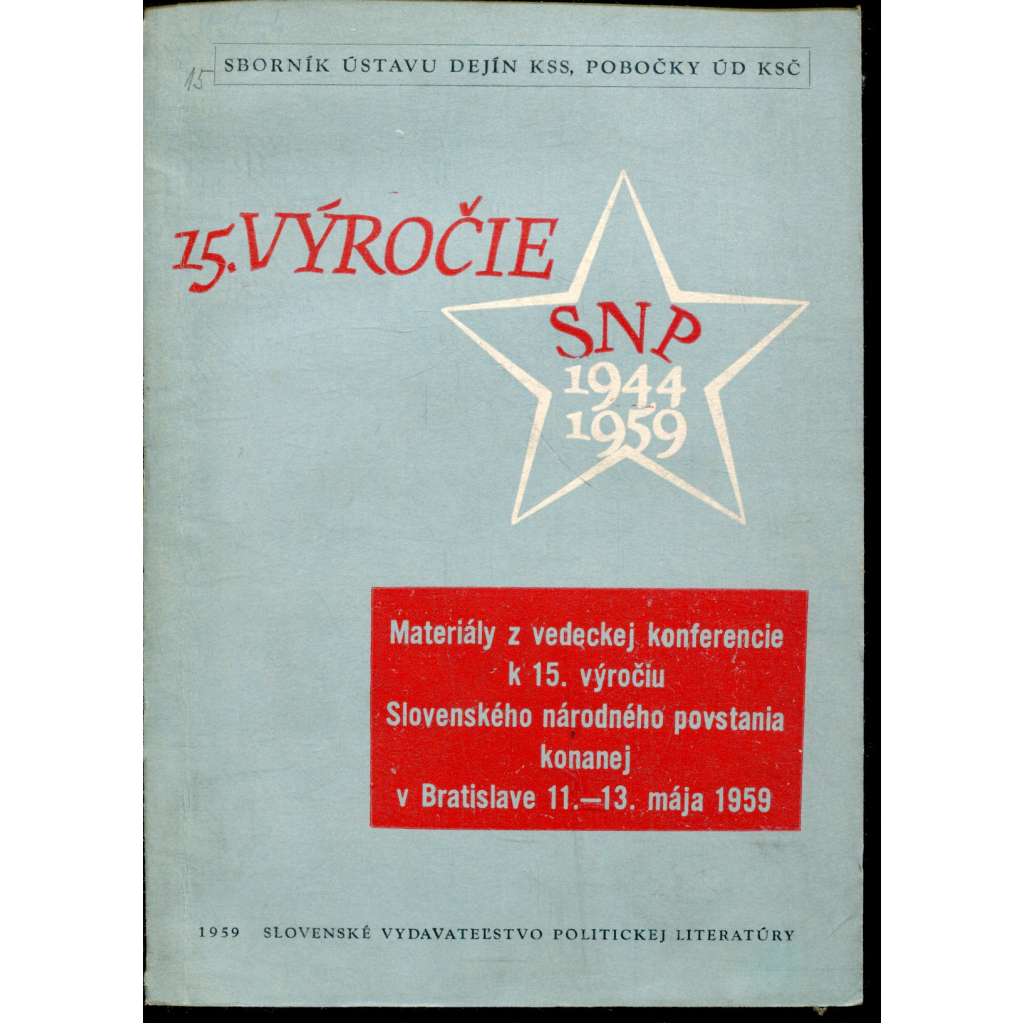 SBORNÍK ÚSTAVU DEJÍN KSS, POBOČKY ÚD KSČ
15
15. VÝROČIE
SNP
1944
1959
Materiály z vedeckej konferencie
k 15. výročiu
Slovenského národného povstania
konanej
v Bratislave 11.—13. mája 1959
1959 SLOVENSKÉ VYDAVATEĽSTVO POLITICKEJ LITERATÚRY